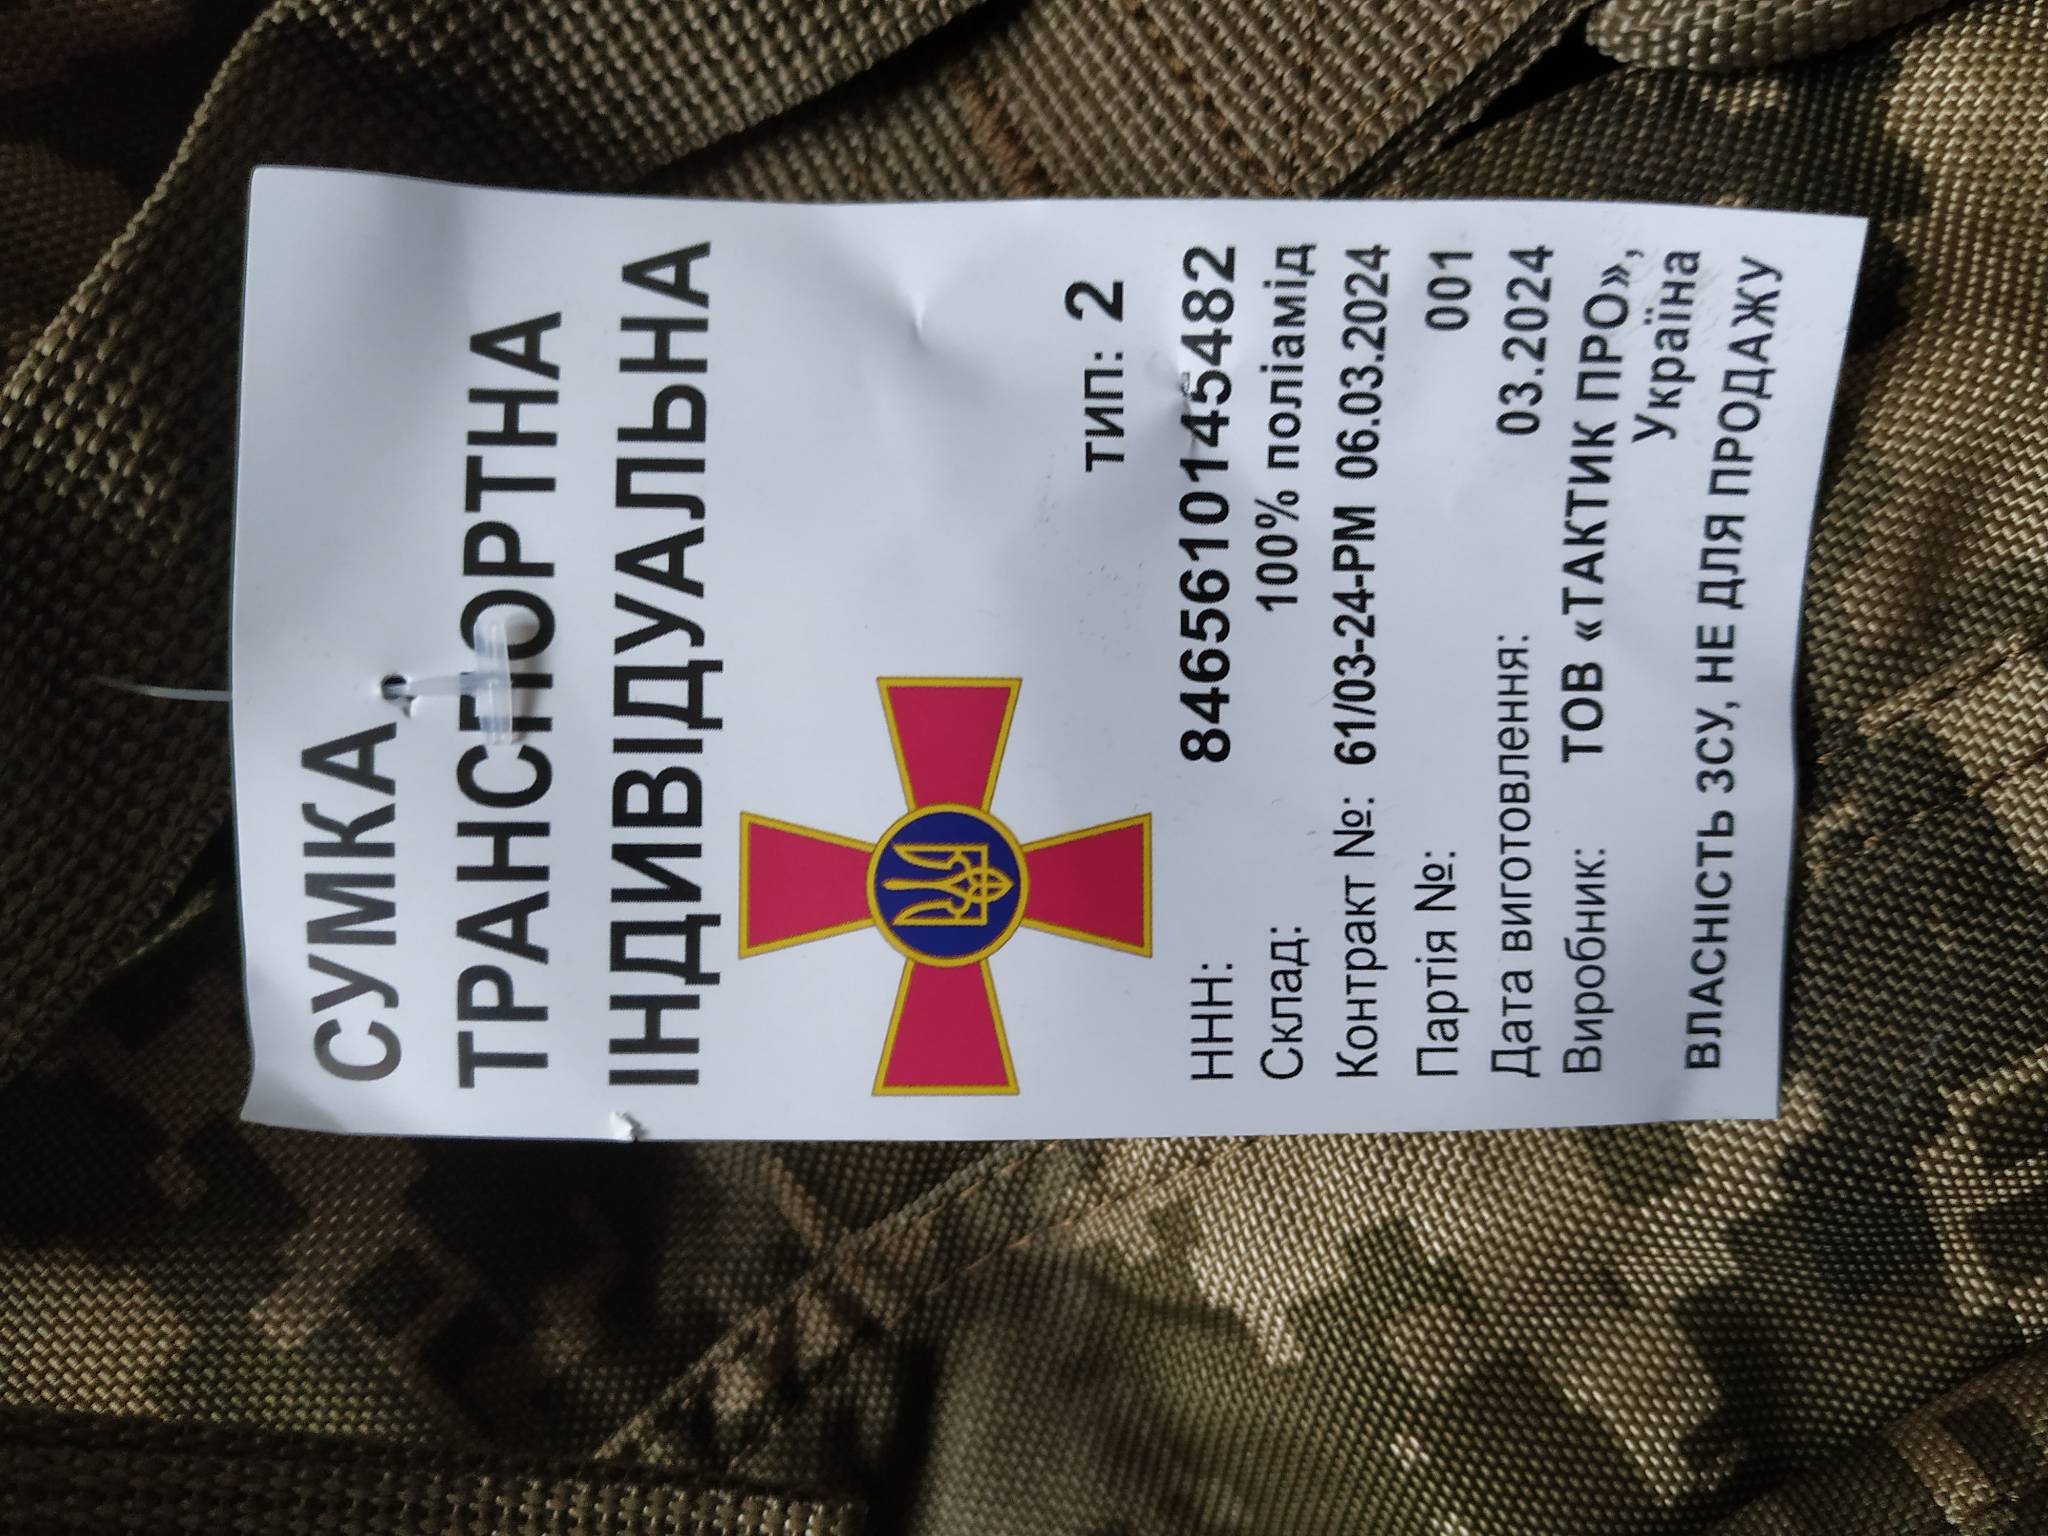 СУМКА
ТРАНСПОРТНА
ІНДИВІДУАЛЬНА
ТИП: 2
ННН: 8465610145482
Склад: 100% поліамід
Контракт №: 61/03-24-РМ 06.03.2024
Партія №: 001
Дата виготовлення: 03.2024
Виробник: ТОВ «ТАКТИК ПРО»,
Україна
ВЛАСНІСТЬ ЗСУ, НЕ ДЛЯ ПРОДАЖУ